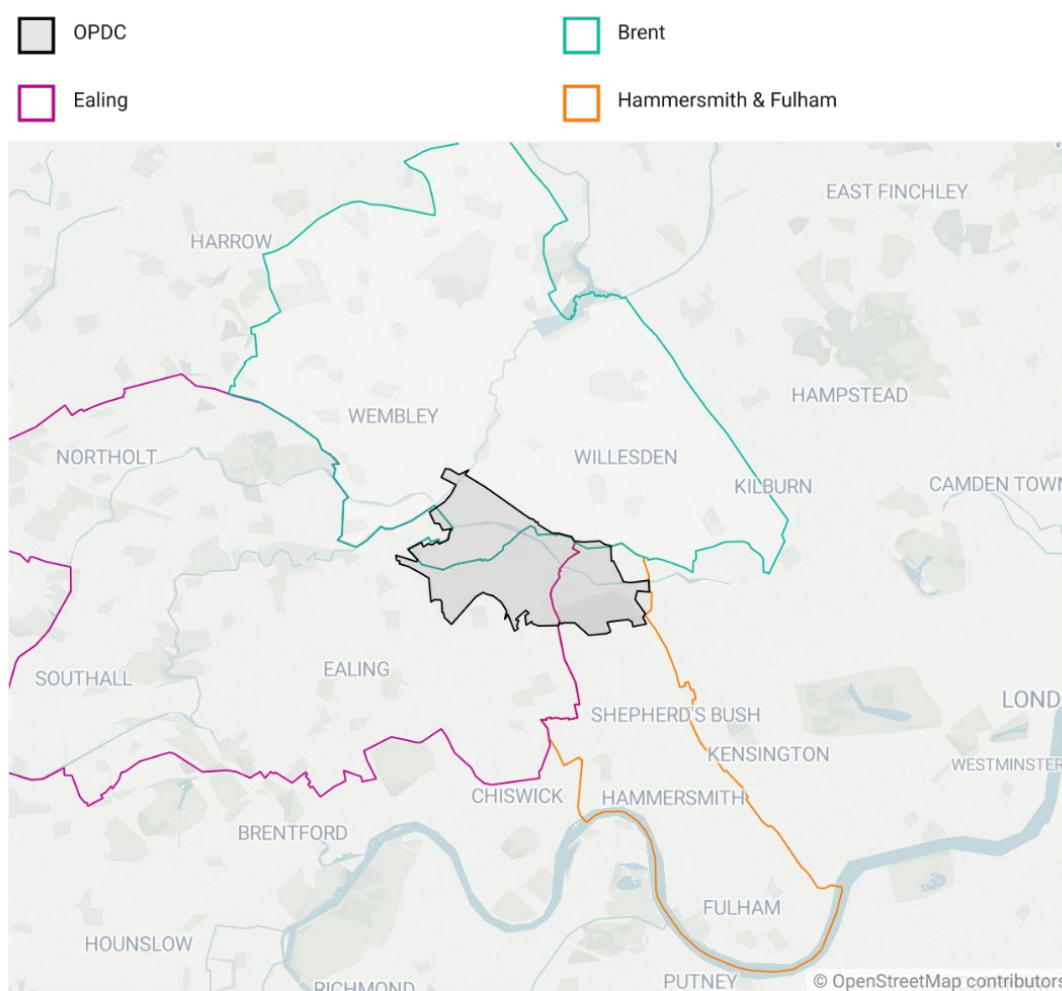 OPDC
Brent
Ealing
Hammersmith & Fulham
EAST FINCHLEY
HARROW
HAMPSTEAD
WEMBLEY
NORTHOLT
WILLESDEN
KILBURN
CAMDEN TOWN
EALING
SOUTHALL
SHEPHERD'S BUSH
LOND
KENSINGTON
WESTMINSTER
CHISWICK
HAMMERSMITH
BRENTFORD
FULHAM
HOUNSLOW
PUTNEY
RICHMOND
© OpenStreetMap contributors